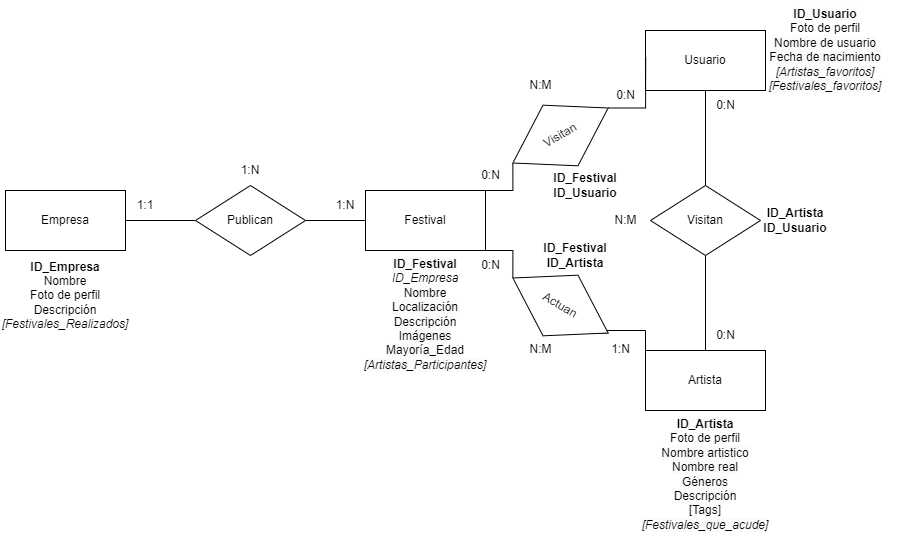 ID_Usuario
Foto de perfil
Nombre de usuario
Fecha de nacimiento
[Artistas_favoritos]
[Festivales_favoritos]
Usuario
N:M
0:N
0:N
Visitan
0:N
ID_Festival
ID_Usuario
1:N
Empresa
1:1
Publican
1:N
Festival
N:M
Visitan
ID_Artista
ID_Usuario
ID_Empresa
Nombre
Foto de perfil
Descripción
[Festivales_Realizados]
ID_Festival
ID_Empresa
Nombre
Localización
Descripción
Imágenes
Mayoría_Edad
[Artistas_Participantes]
0:N
ID_Festival
ID_Artista
Actuan
N:M
1:N
0:N
Artista
ID_Artista
Foto de perfil
Nombre artistico
Nombre real
Géneros
Descripción
[Tags]
[Festivales_que_acude]